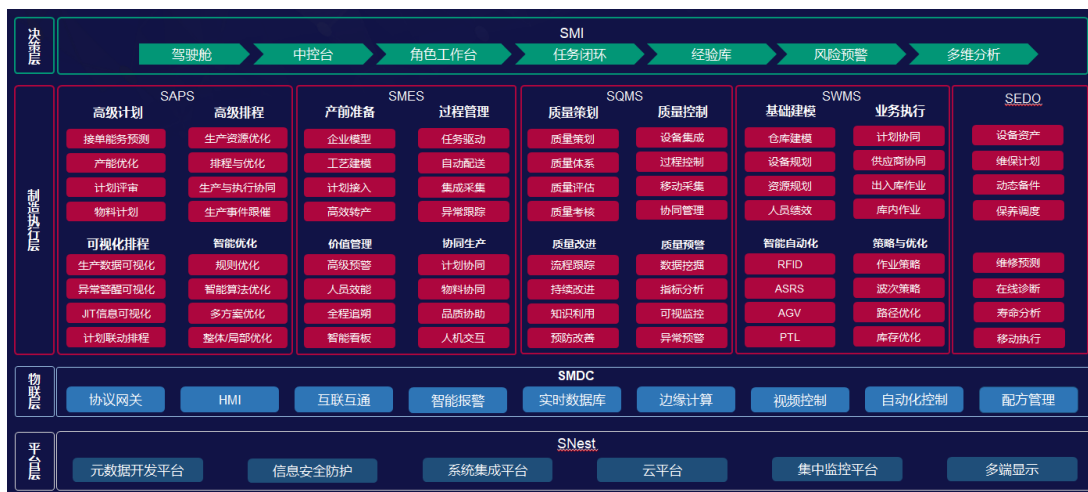 决策层
SMI
驾驶舱 中控台 角色工作台 任务闭环 经验库 风险预警 多维分析
制造执行层
SAPS SMES SQMS SWMS SEDO
高级计划 高级排程 产前准备 过程管理 质量策划 质量控制 基础建模 业务执行
接单能务预测 生产资源优化 企业模型 任务驱动 质量策划 设备集成 仓库建模 计划协同 设备资产
产能优化 排程与优化 工艺建模 自动配送 质量体系 过程控制 设备规划 供应商协同 维保计划
计划评审 生产与执行协同 计划接入 集成采集 质量评估 移动采集 资源规划 出入库作业 动态备件
物料计划 生产事件跟催 高效转产 异常跟踪 质量考核 协同管理 人员绩效 库内作业 保养调度
可视化排程 智能优化 价值管理 协同生产 质量改进 质量预警 智能自动化 策略与优化
生产数据可视化 规则优化 高级预警 计划协同 流程跟踪 数据挖掘 RFID 作业策略 维修预测
异常警醒可视化 智能算法优化 人员效能 物料协同 持续改进 指标分析 ASRS 波次策略 在线诊断
JIT信息可视化 多方案优化 全程追朔 品质协助 知识利用 可视监控 AGV 路径优化 寿命分析
计划联动排程 整体/局部优化 智能看板 人机交互 预防改善 异常预警 PTL 库存优化 移动执行
物联层
SMDC
协议网关 HMI 互联互通 智能报警 实时数据库 边缘计算 视频控制 自动化控制 配方管理
平台层
SNest
元数据开发平台 信息安全防护 系统集成平台 云平台 集中监控平台 多端显示